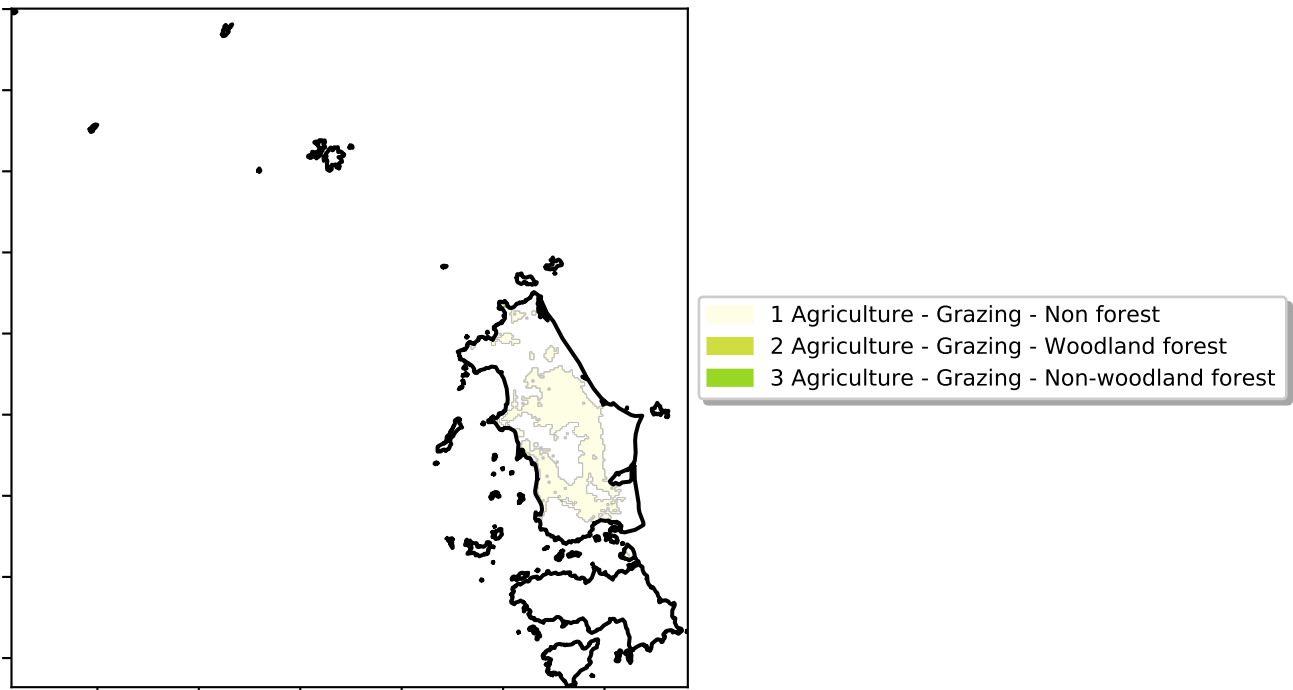 1 Agriculture - Grazing - Non forest
2 Agriculture - Grazing - Woodland forest
3 Agriculture - Grazing - Non-woodland forest